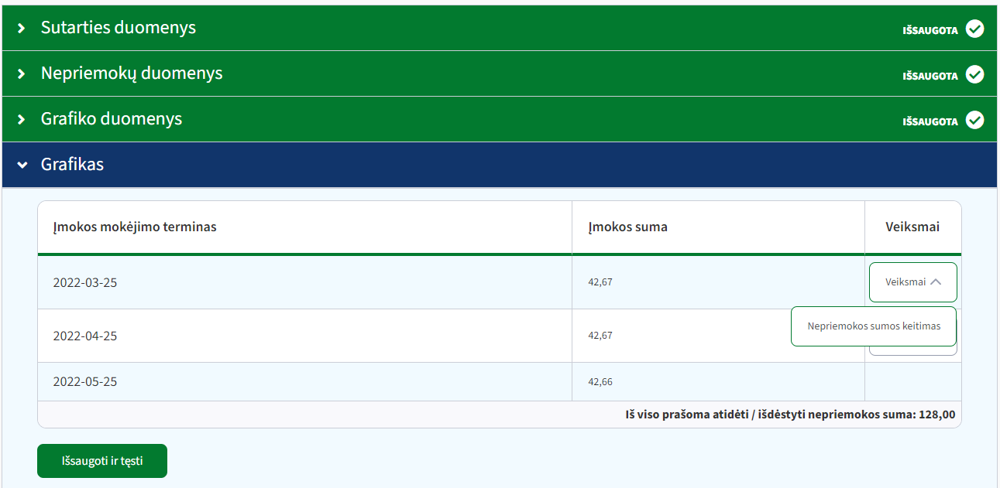 Sutarties duomenys IŠSAUGOTA
Nepriemokų duomenys IŠSAUGOTA
Grafiko duomenys IŠSAUGOTA
Grafikas
Įmokos mokėjimo terminas Įmokos suma Veiksmai
2022-03-25 42,67 Veiksmai
Nepriemokos sumos keitimas
2022-04-25 42,67
2022-05-25 42,66
Iš viso prašoma atidėti / išdėstyti nepriemokos suma: 128,00
Išsaugoti ir tęsti